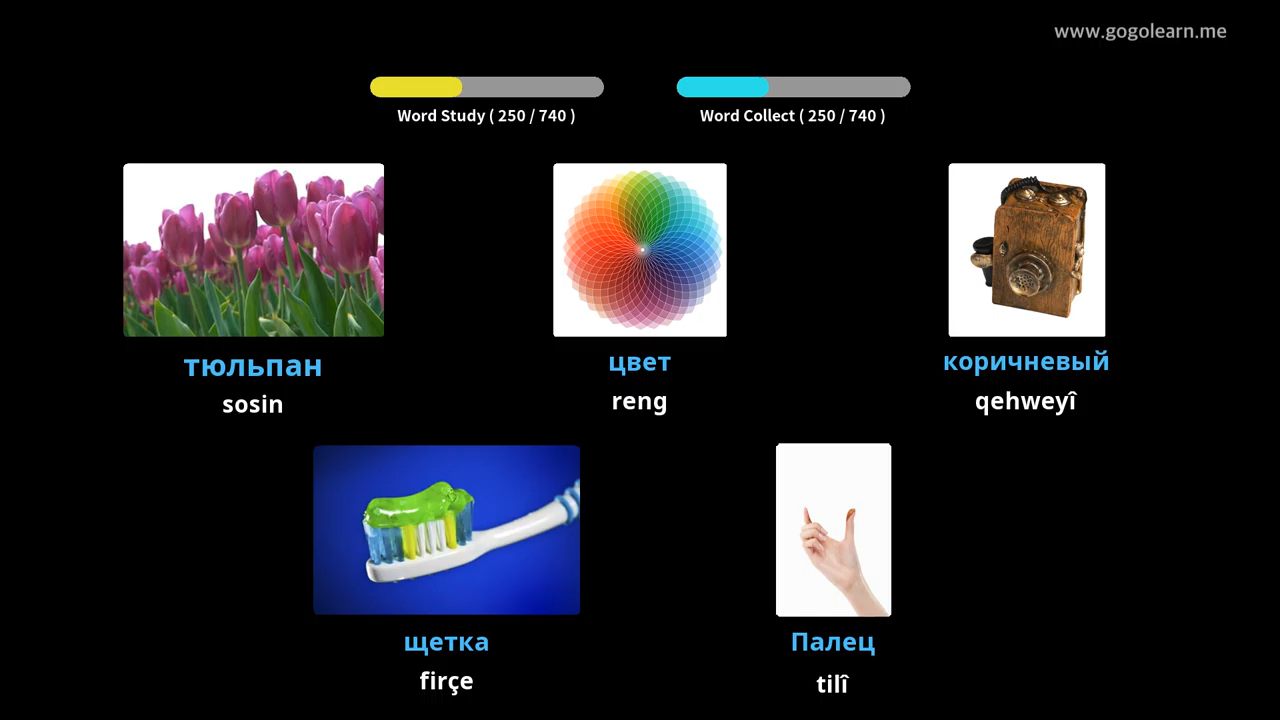 www.gogolearn.me
Word Study ( 250 / 740 )
Word Collect ( 250 / 740 )
тюльпан
цвет
коричневый
sosin
reng
qehweyî
щетка
Палец
firçe
tilî